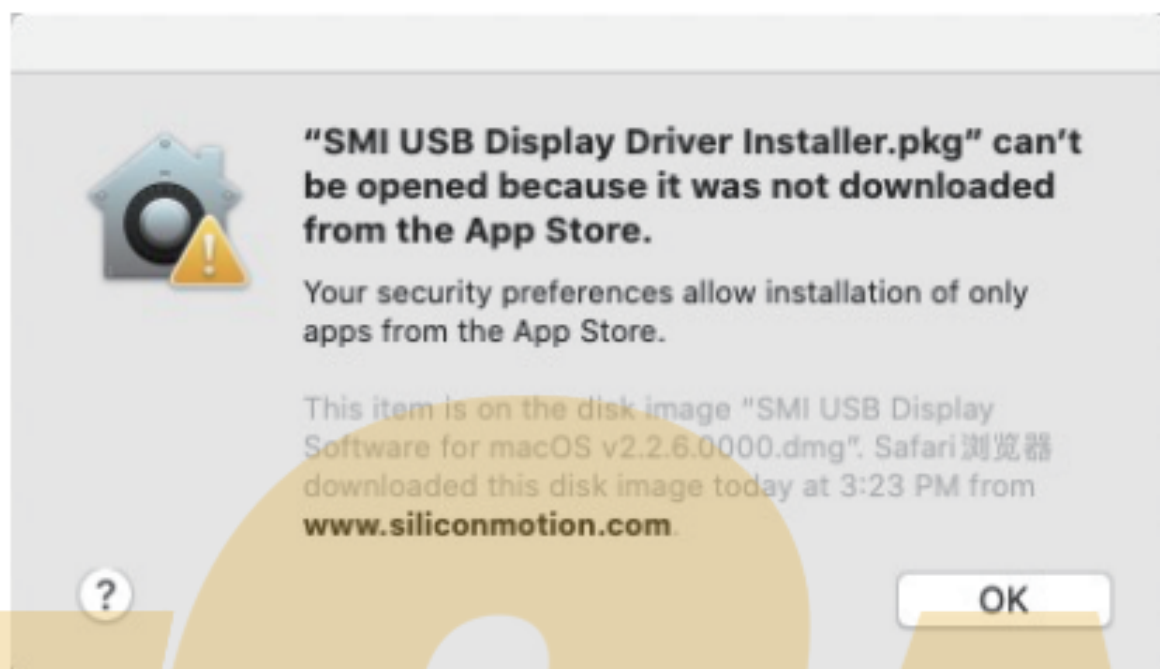 “SMI USB Display Driver Installer.pkg” can’t
be opened because it was not downloaded
from the App Store.
Your security preferences allow installation of only
apps from the App Store.
This item is on the disk image "SMI USB Display
Software for macOS v2.2.6.0000.dmg”. Safari浏览器
downloaded this disk image today at 3:23 PM from
www.siliconmotion.com.
?
OK